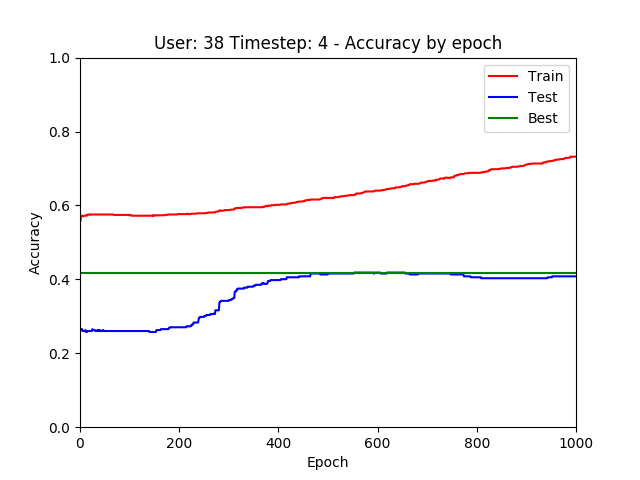 User: 38 Timestep: 4 - Accuracy by epoch
1.0
0.8
0.6
0.4
0.2
0.0
Accuracy
Train
Test
Best
0 200 400 600 800 1000
Epoch